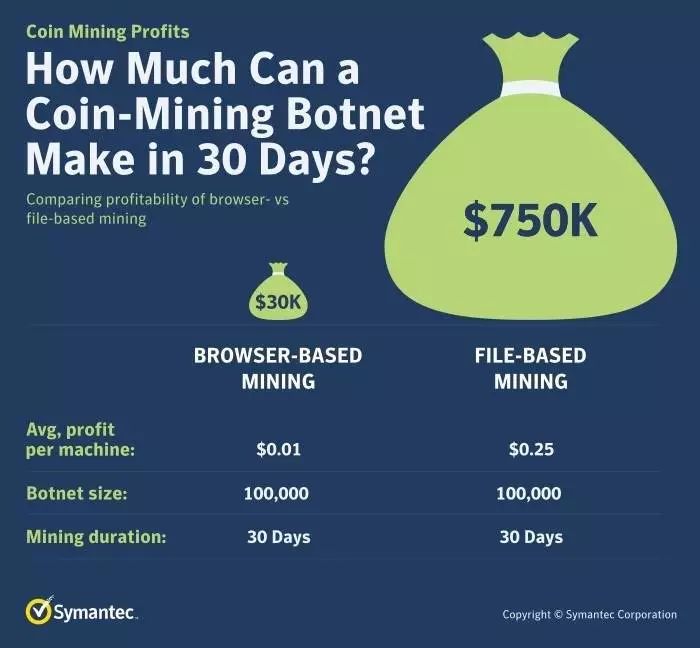 Coin Mining Profits
How Much Can a
Coin-Mining Botnet
Make in 30 Days?
Comparing profitability of browser- vs
file-based mining
$750K
$30K
BROWSER-BASED
MINING
FILE-BASED
MINING
Avg, profit
per machine:
$0.01
$0.25
Botnet size:
100,000
100,000
Mining duration:
30 Days
30 Days
Symantec™
Copyright © Symantec Corporation